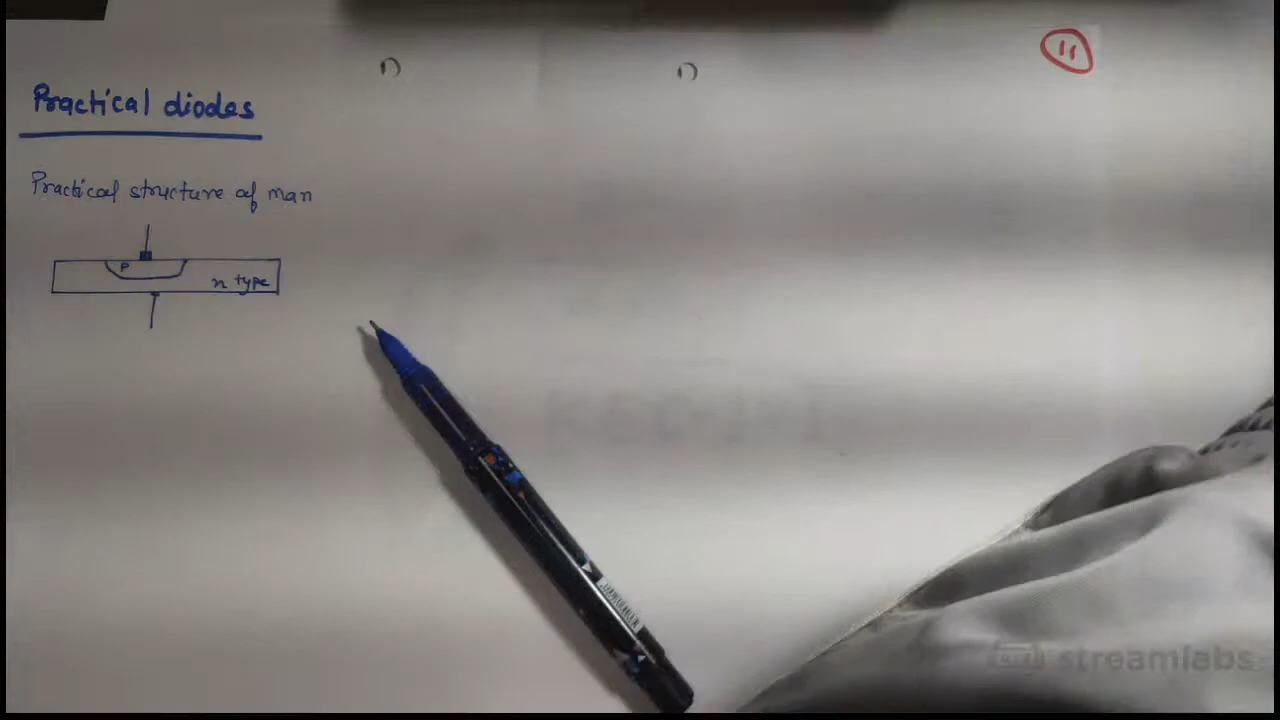 11
Practical diodes
Practical structure of man
P
n type
streamlabs